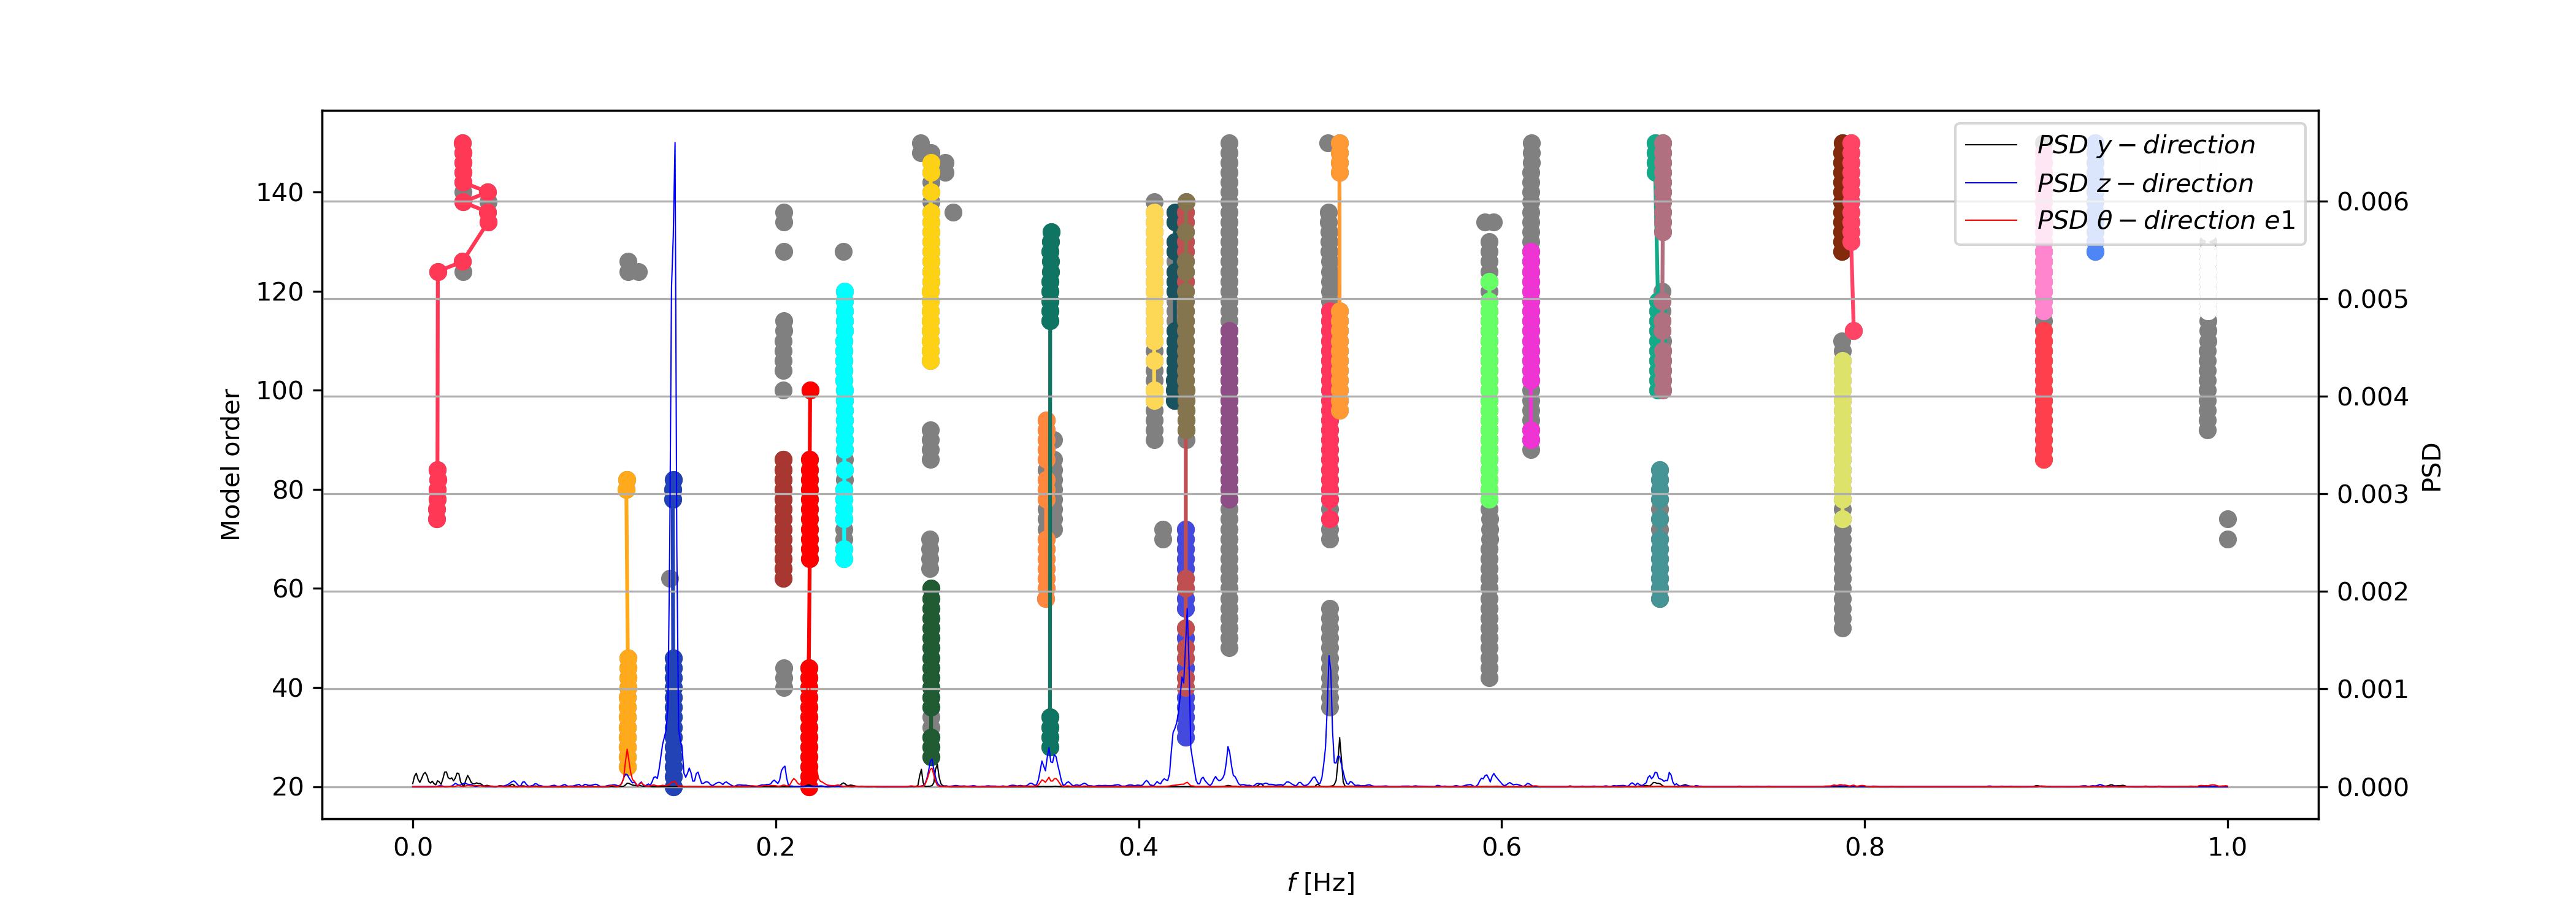 PSD y − direction
PSD z − direction
PSD θ − direction e1
Model order
140
120
100
80
60
40
20
0.006
0.005
0.004
0.003
0.002
0.001
0.000
PSD
0.0 0.2 0.4 0.6 0.8 1.0
f [Hz]